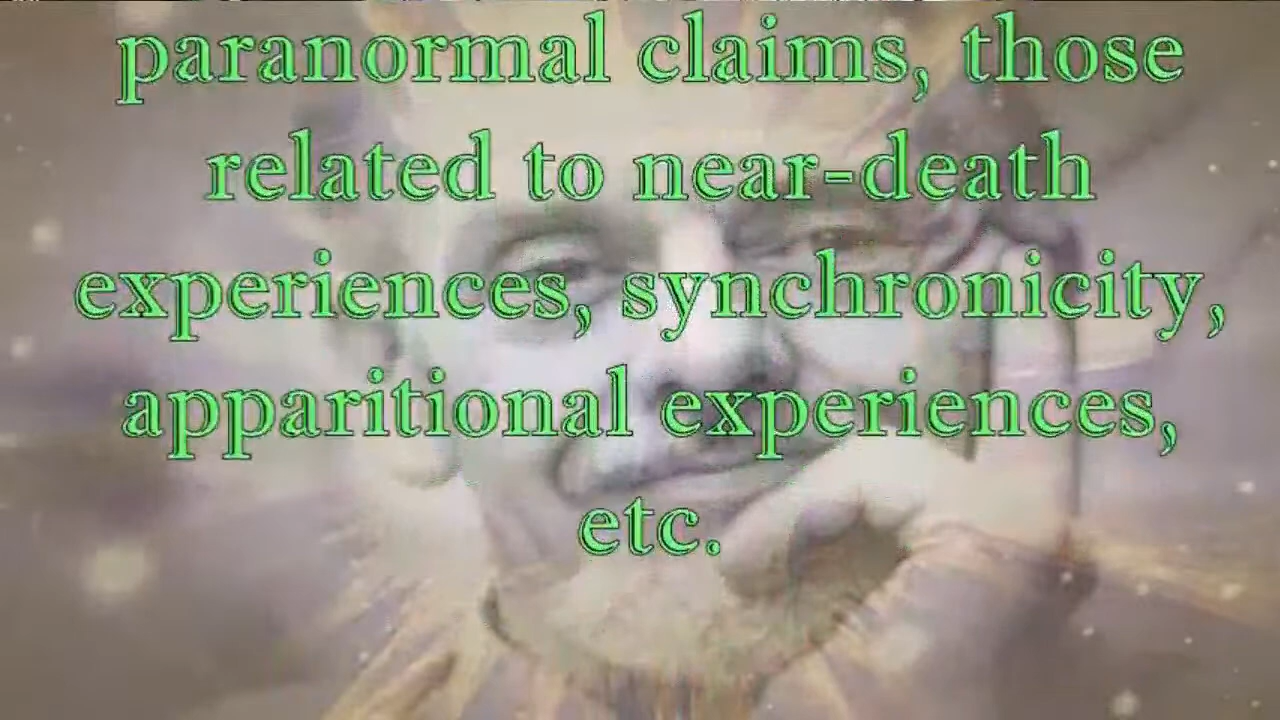 paranormal claims, those
related to near-death
experiences, synchronicity,
apparitional experiences,
etc.